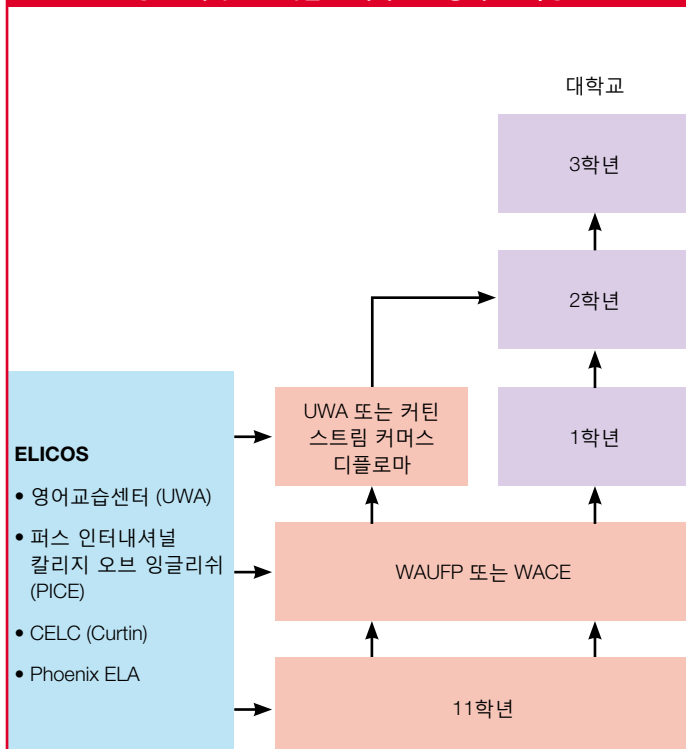 대학교
3학년
2학년
UWA 또는 커틴
스트림 커머스
디플로마
1학년
ELICOS
• 영어교습센터 (UWA)
• 퍼스 인터내셔널
칼리지 오브 잉글리쉬
(PICE)
• CELC (Curtin)
• Phoenix ELA
WAUFP 또는 WACE
11학년